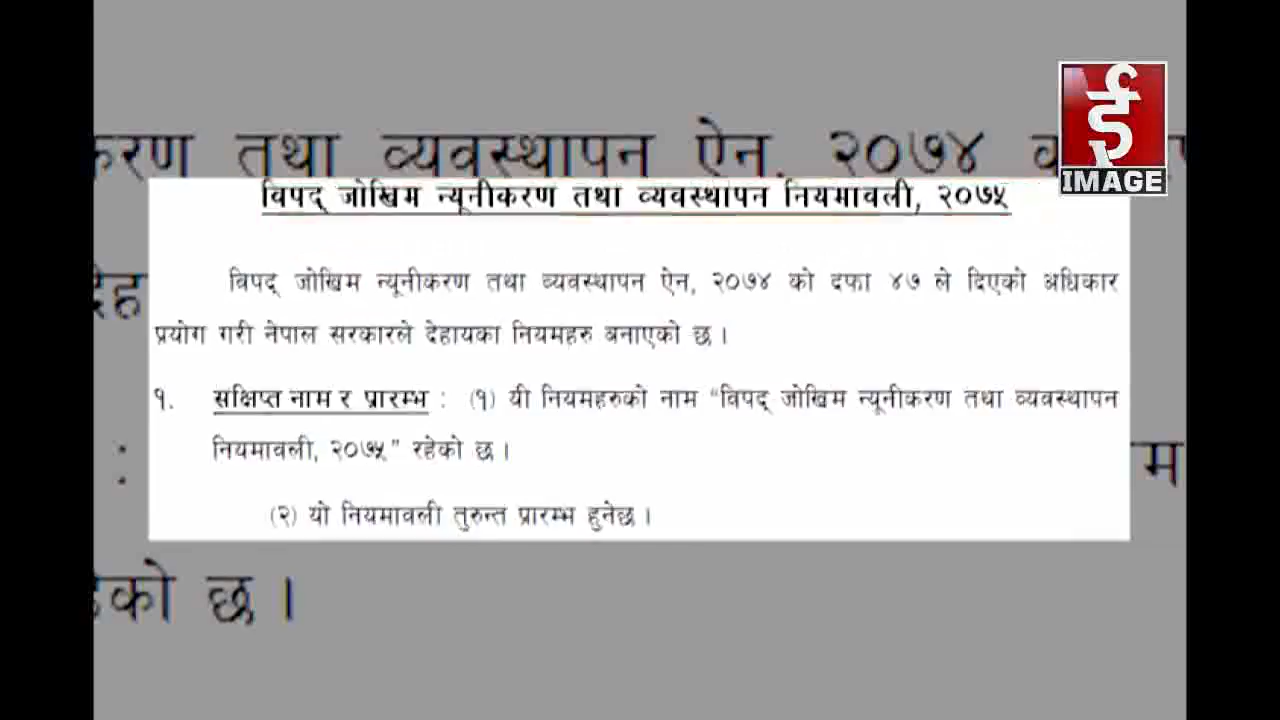 करण तथा व्यवस्थापन ऐन, २०७४
ई
IMAGE
विपद् जोखिम न्यूनीकरण तथा व्यवस्थापन नियमावली, २०७५
विपद् जोखिम न्यूनीकरण तथा व्यवस्थापन ऐन, २०७४ को दफा ४७ ले दिएको अधिकार
प्रयोग गरी नेपाल सरकारले देहायका नियमहरु बनाएको छ ।
१. सक्षिप्त नाम र प्रारम्भ : (१) यी नियमहरुको नाम "विपद् जोखिम न्यूनीकरण तथा व्यवस्थापन
नियमावली, २०७५" रहेको छ ।
(२) यो नियमावली तुरुन्त प्रारम्भ हुनेछ ।
हेको छ ।